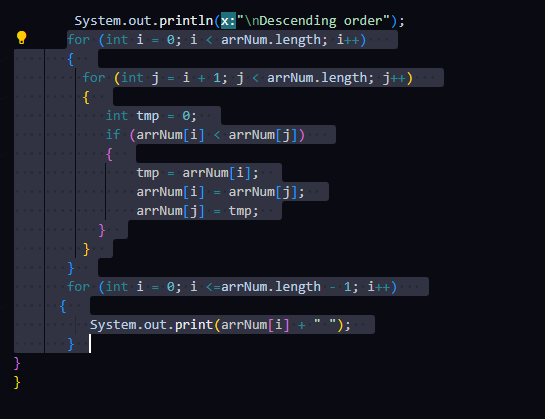 System.out.println(x:"\nDescending order");
for (int i = 0; i < arrNum.length; i++)
{
for (int j = i + 1; j < arrNum.length; j++)
{
int tmp = 0;
if (arrNum[i] < arrNum[j])
{
tmp = arrNum[i];
arrNum[i] = arrNum[j];
arrNum[j] = tmp;
}
}
}
for (int i = 0; i <=arrNum.length - 1; i++)
{
System.out.print(arrNum[i] + " ");
}
}
}